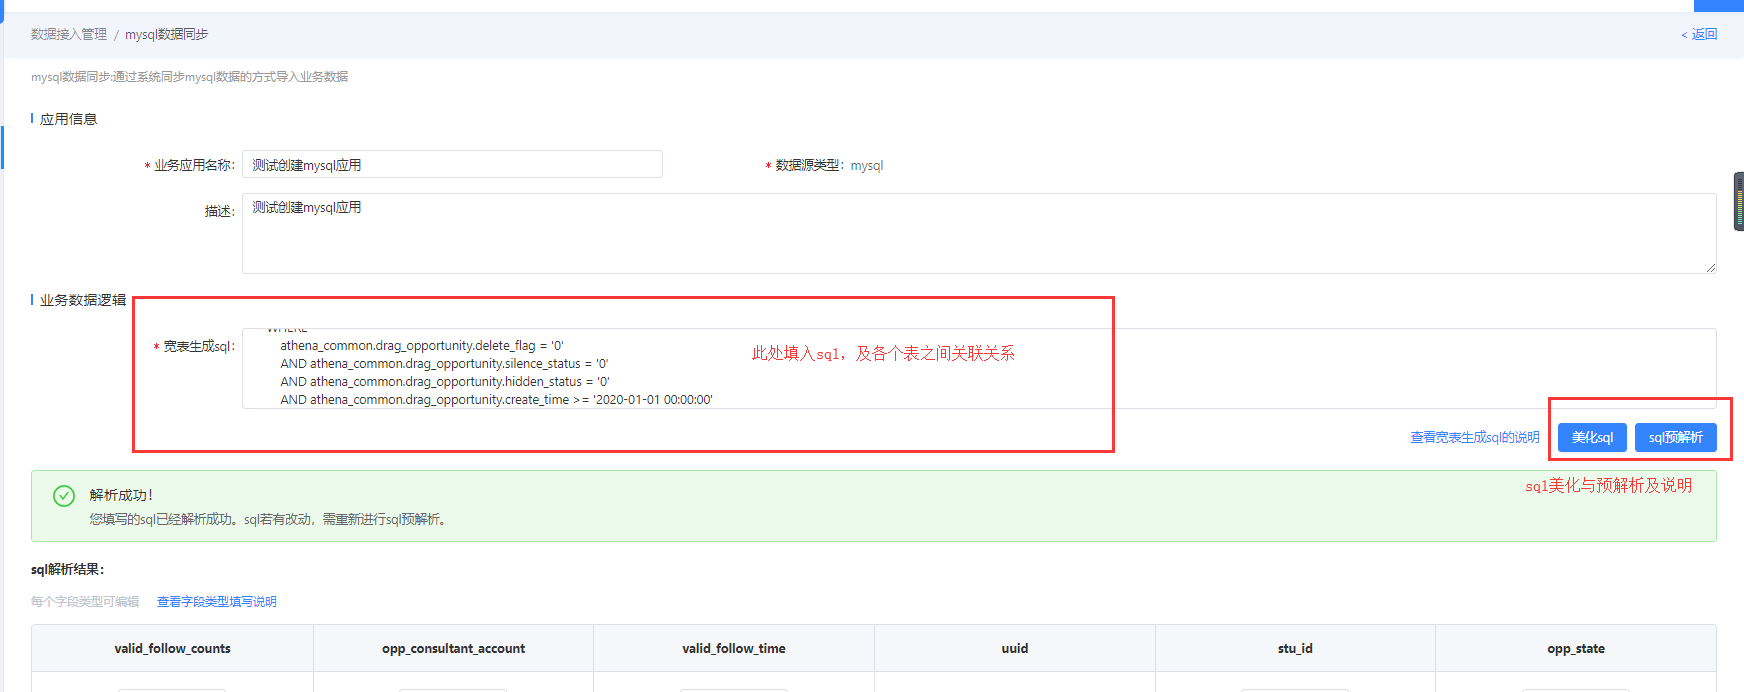 数据接入管理 / mysql数据同步
< 返回
mysql数据同步:通过系统同步mysql数据的方式导入业务数据
应用信息
* 业务应用名称: 测试创建mysql应用
* 数据源类型: mysql
描述: 测试创建mysql应用
业务数据逻辑
WHERE
* 宽表生成sql:
athena_common.drag_opportunity.delete_flag = '0'
AND athena_common.drag_opportunity.silence_status = '0'
AND athena_common.drag_opportunity.hidden_status = '0'
AND athena_common.drag_opportunity.create_time >= '2020-01-01 00:00:00'
此处填入sql，及各个表之间关联关系
查看宽表生成sql的说明
美化sql
sql预解析
sql美化与预解析及说明
解析成功！
您填写的sql已经解析成功。sql若有改动，需重新进行sql预解析。
sql解析结果：
每个字段类型可编辑 查看字段类型填写说明
valid_follow_counts opp_consultant_account valid_follow_time uuid stu_id opp_state